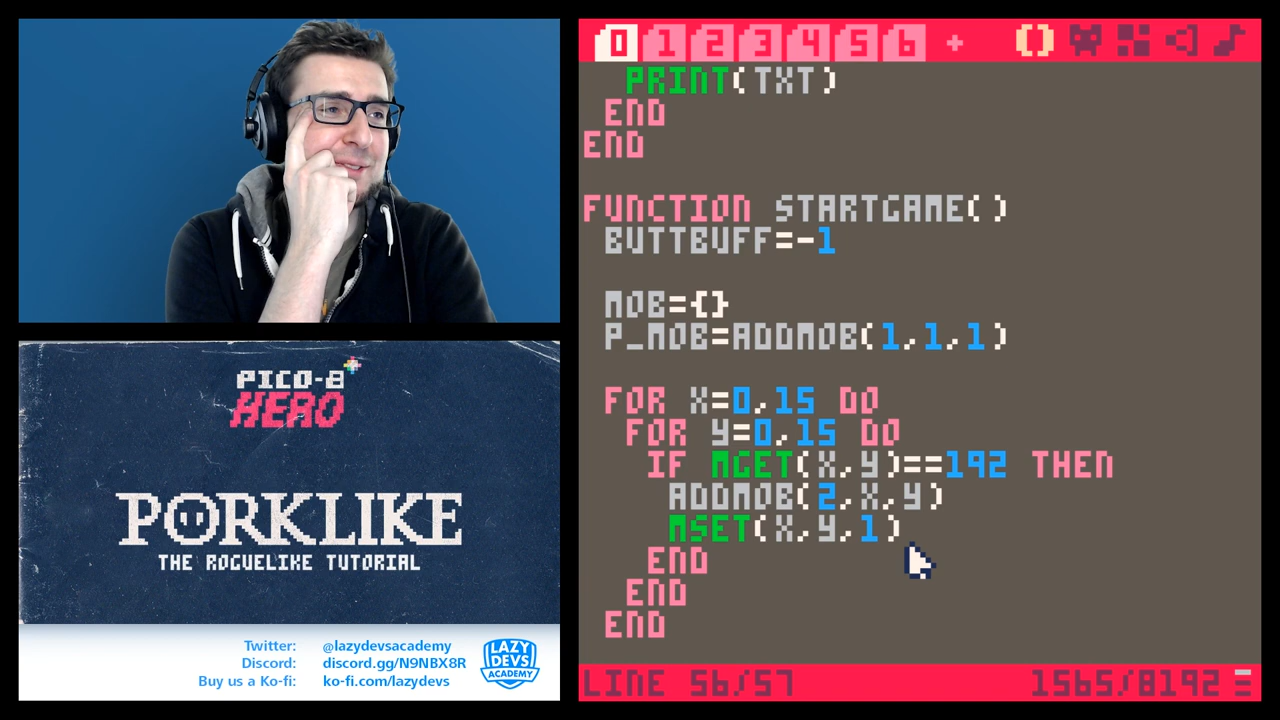 PICO-8
HERO
PORKLIKE
THE ROGUELIKE TUTORIAL
Twitter: @lazydevsacademy
Discord: discord.gg/N9NBX8R
Buy us a Ko-fi: ko-fi.com/lazydevs
LAZY
DEVS
ACADEMY
0 1 2 3 4 5 6 +
PRINT(TXT)
END
END
FUNCTION STARTGAME()
BUTTBUFF=-1
MOB={}
P_MOB=ADDMOB(1,1,1)
FOR X=0,15 DO
FOR Y=0,15 DO
IF MGET(X,Y)==192 THEN
ADDMOB(2,X,Y)
MSET(X,Y,1)
END
END
END
LINE 56/57 1565/8192